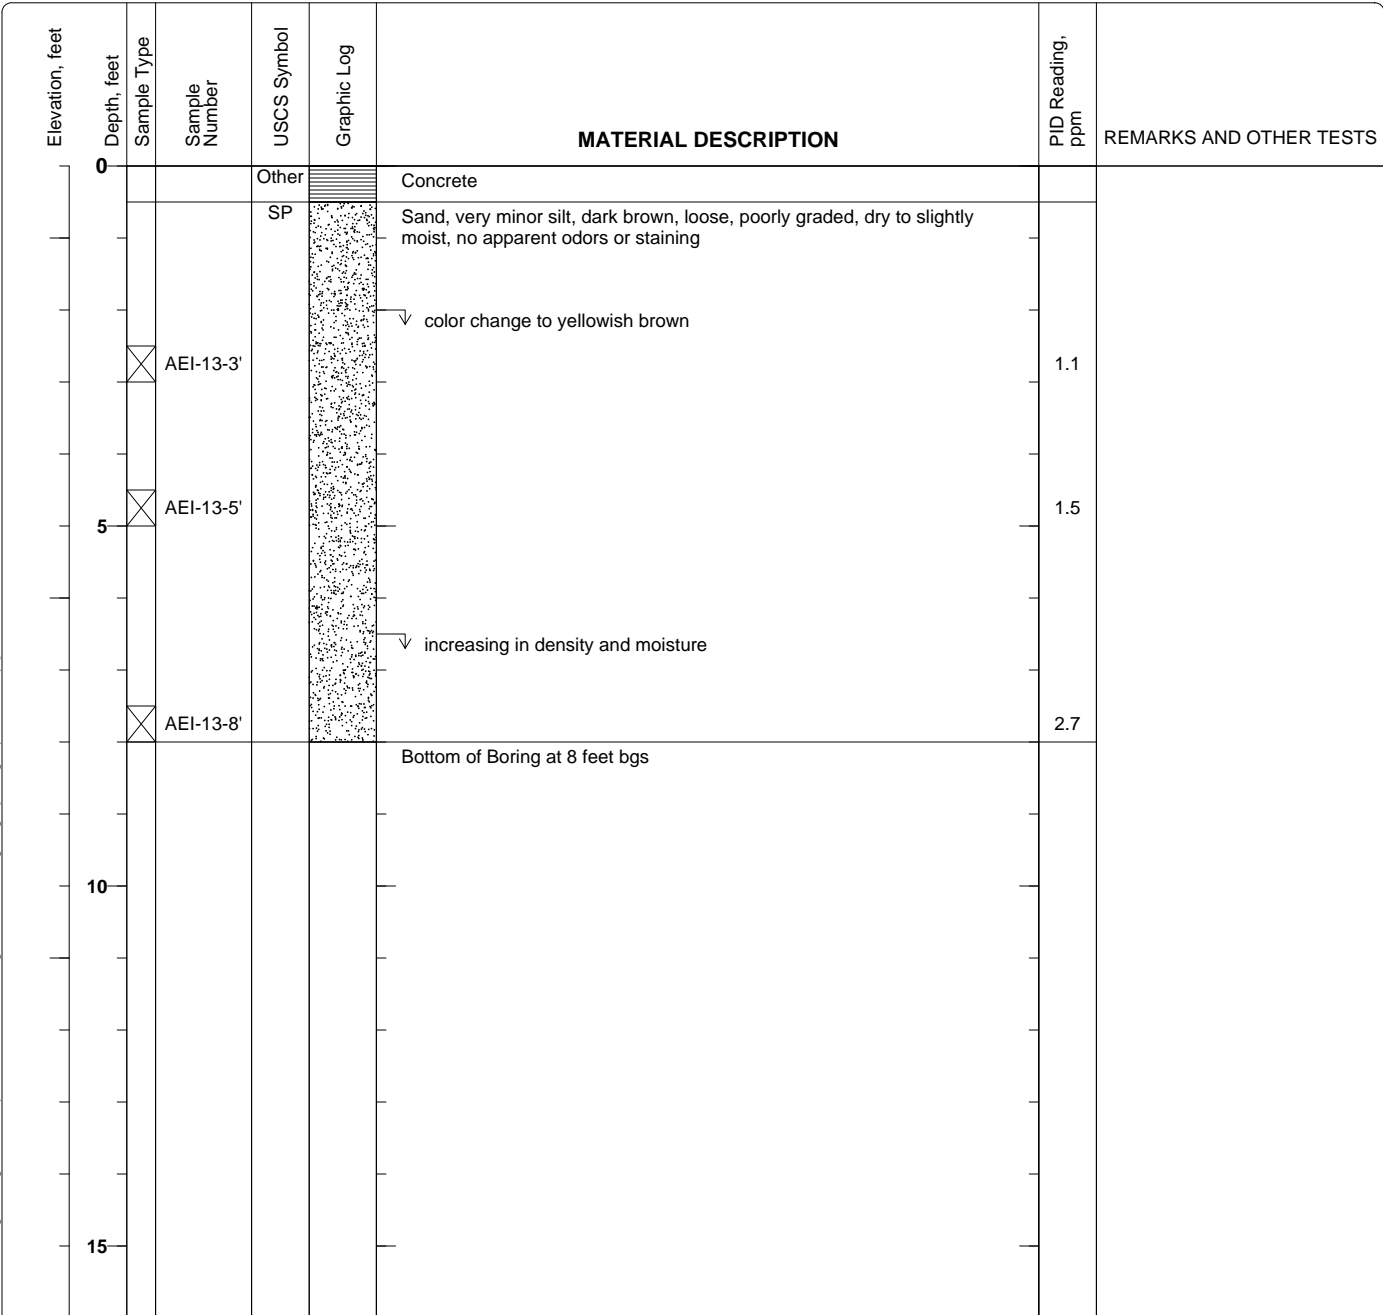 Elevation, feet
Depth, feet
Sample Type
Sample
Number
USCS Symbol
Graphic Log
MATERIAL DESCRIPTION
PID Reading,
ppm
REMARKS AND OTHER TESTS
0
Other
Concrete
SP
Sand, very minor silt, dark brown, loose, poorly graded, dry to slightly
moist, no apparent odors or staining
color change to yellowish brown
AEI-13-3'
1.1
AEI-13-5'
1.5
5
increasing in density and moisture
AEI-13-8'
2.7
Bottom of Boring at 8 feet bgs
10
15